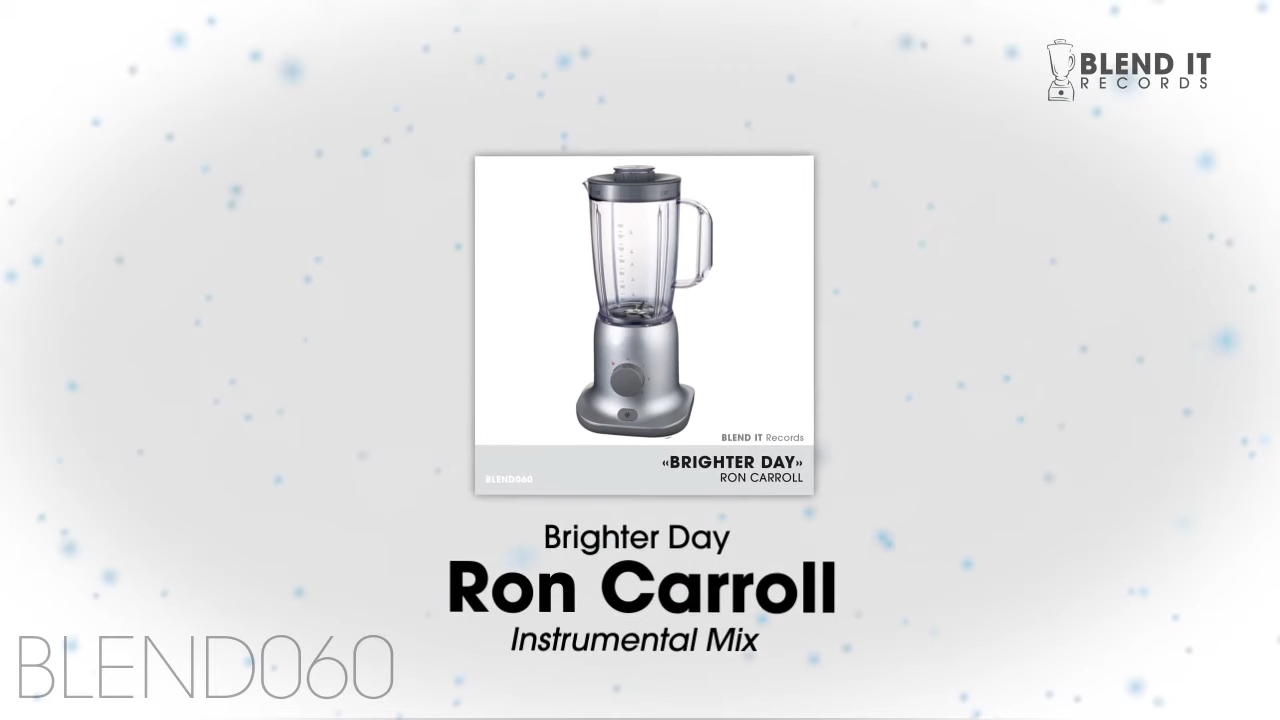 BLEND IT
RECORDS
BLEND IT Records
«BRIGHTER DAY»
RON CARROLL
BLEND060
Brighter Day
Ron Carroll
Instrumental Mix
BLEND060